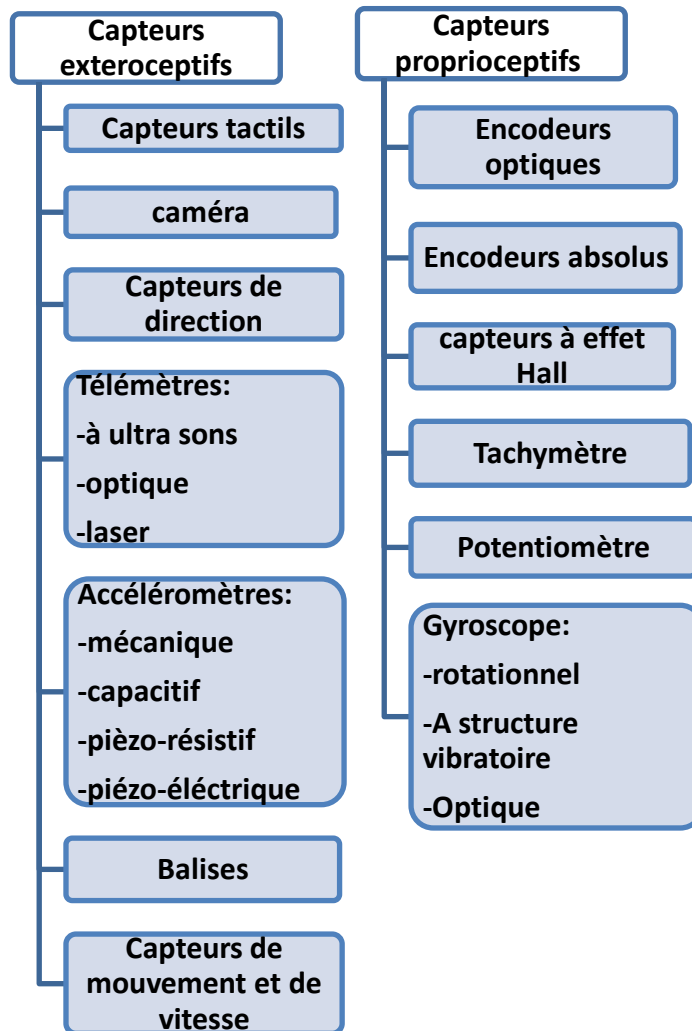 Capteurs
exteroceptifs
Capteurs tactils
caméra
Capteurs de
direction
Télémètres:
-à ultra sons
-optique
-laser
Accéléromètres:
-mécanique
-capacitif
-pièzo-résistif
-piézo-éléctrique
Balises
Capteurs de
mouvement et de
vitesse
Capteurs
proprioceptifs
Encodeurs
optiques
Encodeurs absolus
capteurs à effet
Hall
Tachymètre
Potentiomètre
Gyroscope:
-rotationnel
-A structure
vibratoire
-Optique